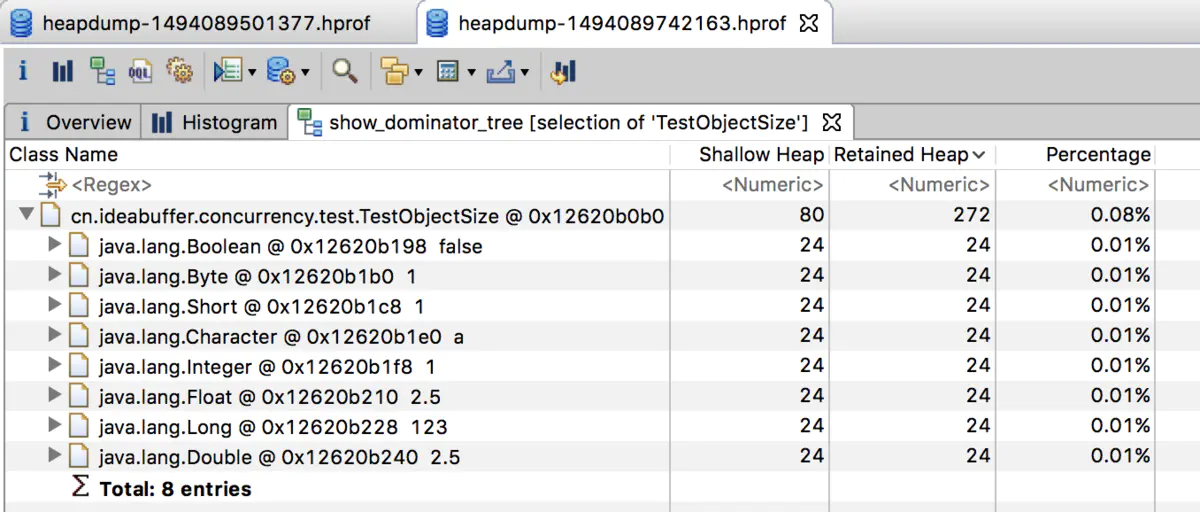 heapdump-1494089501377.hprof heapdump-1494089742163.hprof
i OQL
i Overview Histogram show_dominator_tree [selection of 'TestObjectSize']
Class Name Shallow Heap Retained Heap Percentage
<Regex> <Numeric> <Numeric> <Numeric>
cn.ideabuffer.concurrency.test.TestObjectSize @ 0x12620b0b0 80 272 0.08%
java.lang.Boolean @ 0x12620b198 false 24 24 0.01%
java.lang.Byte @ 0x12620b1b0 1 24 24 0.01%
java.lang.Short @ 0x12620b1c8 1 24 24 0.01%
java.lang.Character @ 0x12620b1e0 a 24 24 0.01%
java.lang.Integer @ 0x12620b1f8 1 24 24 0.01%
java.lang.Float @ 0x12620b210 2.5 24 24 0.01%
java.lang.Long @ 0x12620b228 123 24 24 0.01%
java.lang.Double @ 0x12620b240 2.5 24 24 0.01%
Σ Total: 8 entries